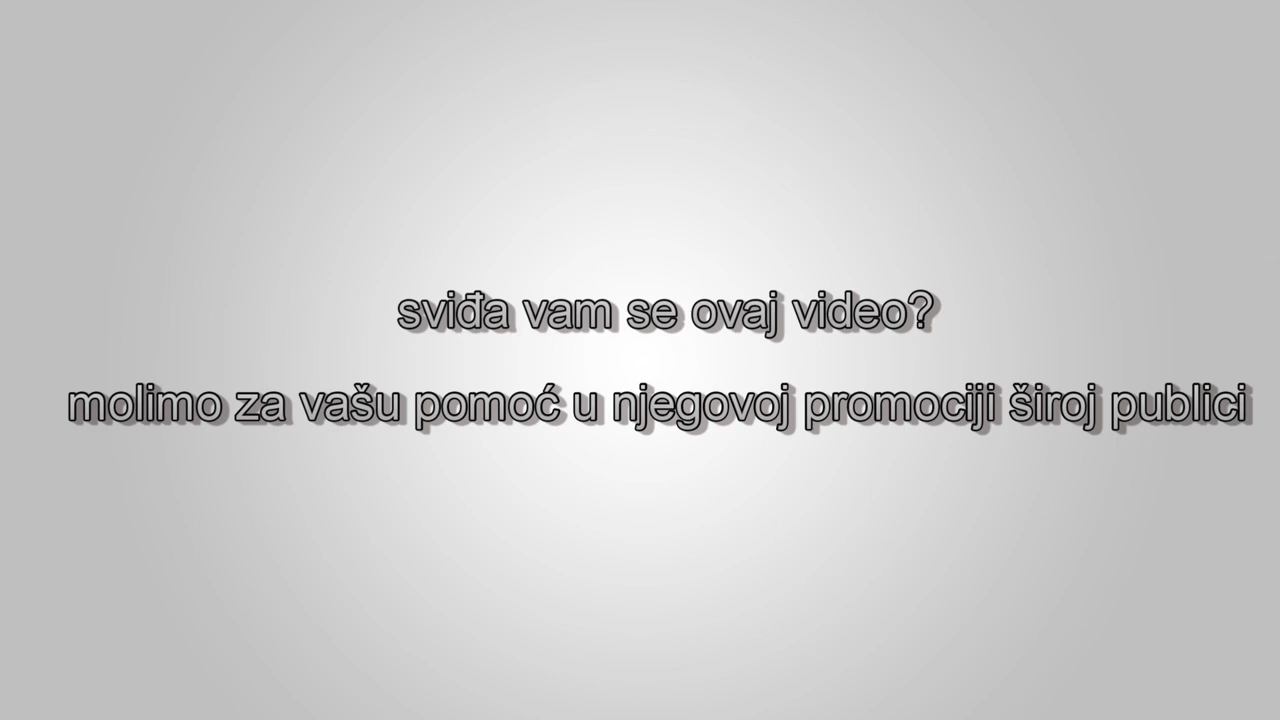 sviđa vam se ovaj video?
molimo za vašu pomoć u njegovoj promociji široj publici